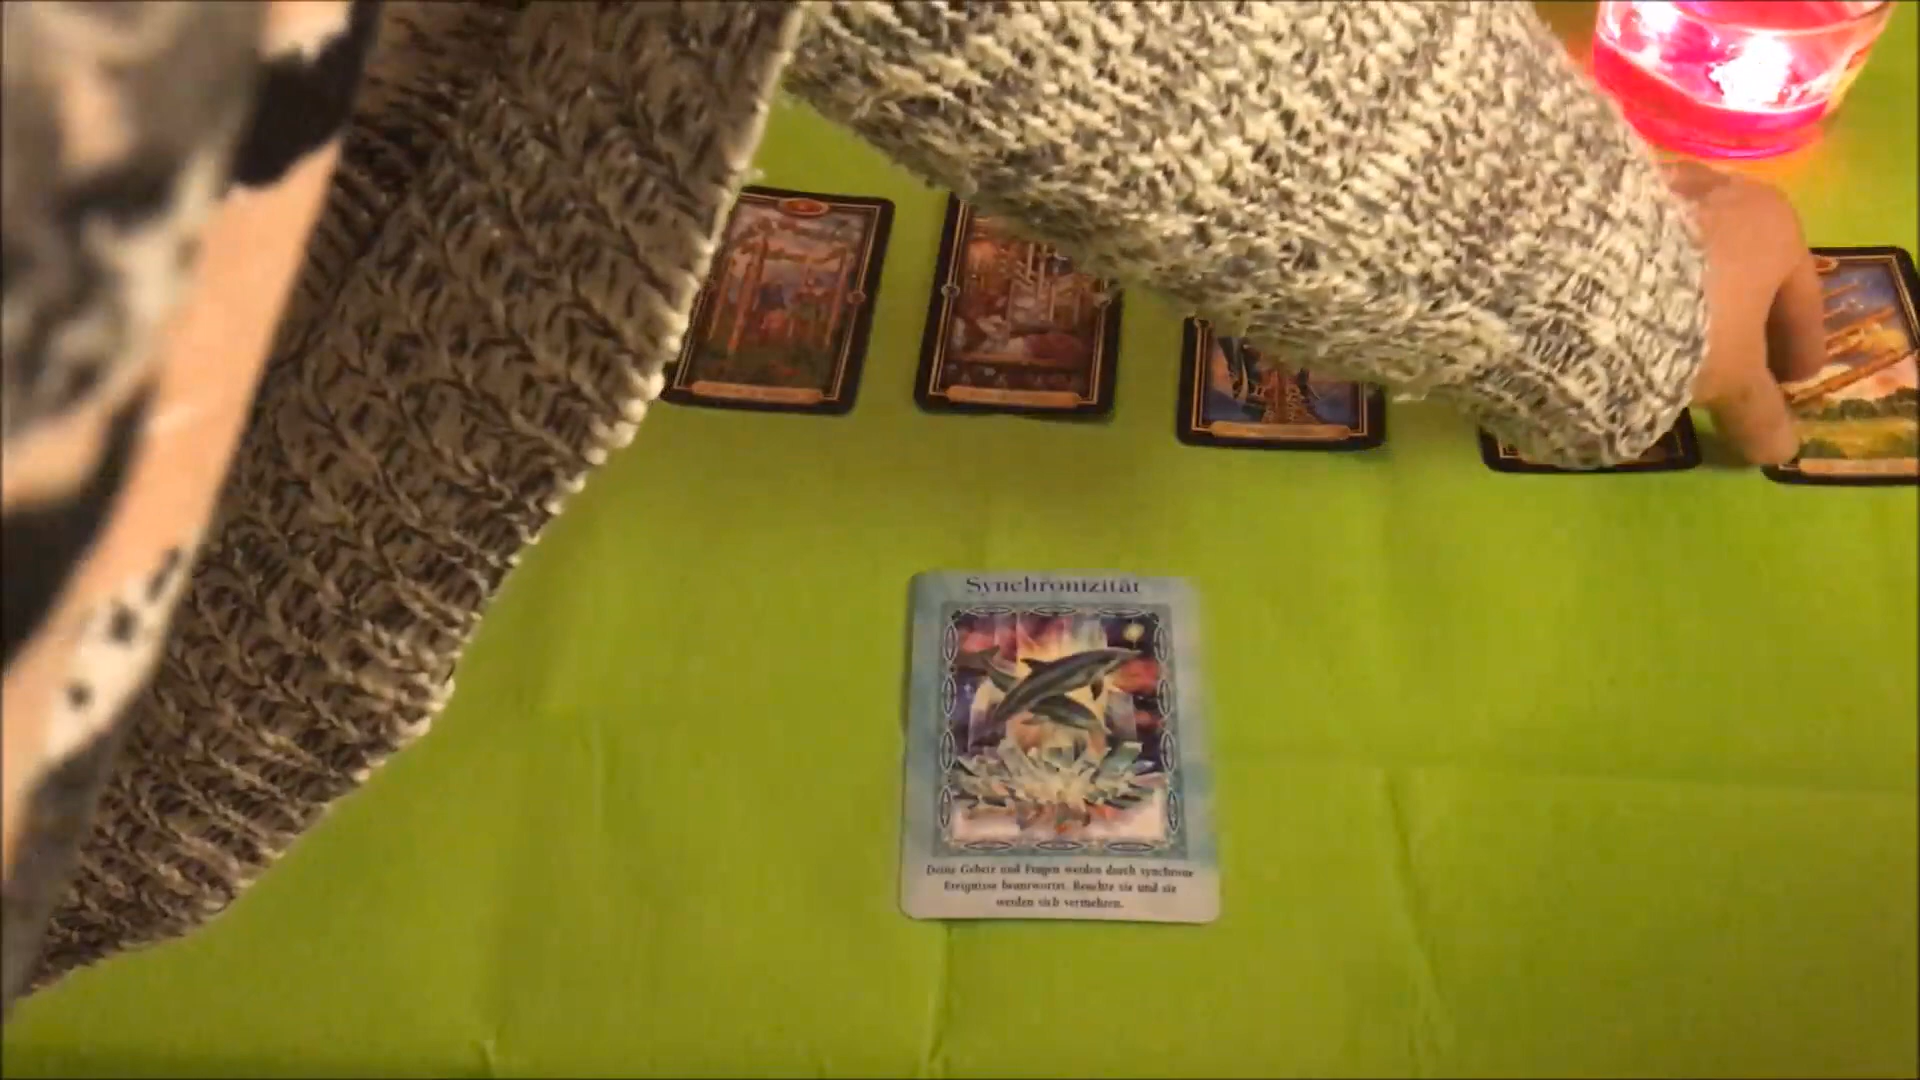 Synchronizität
Deine Gebete und Fragen werden durch synchrone
Ereignisse beantwortet. Beachte sie und sie
werden sich vermehren.